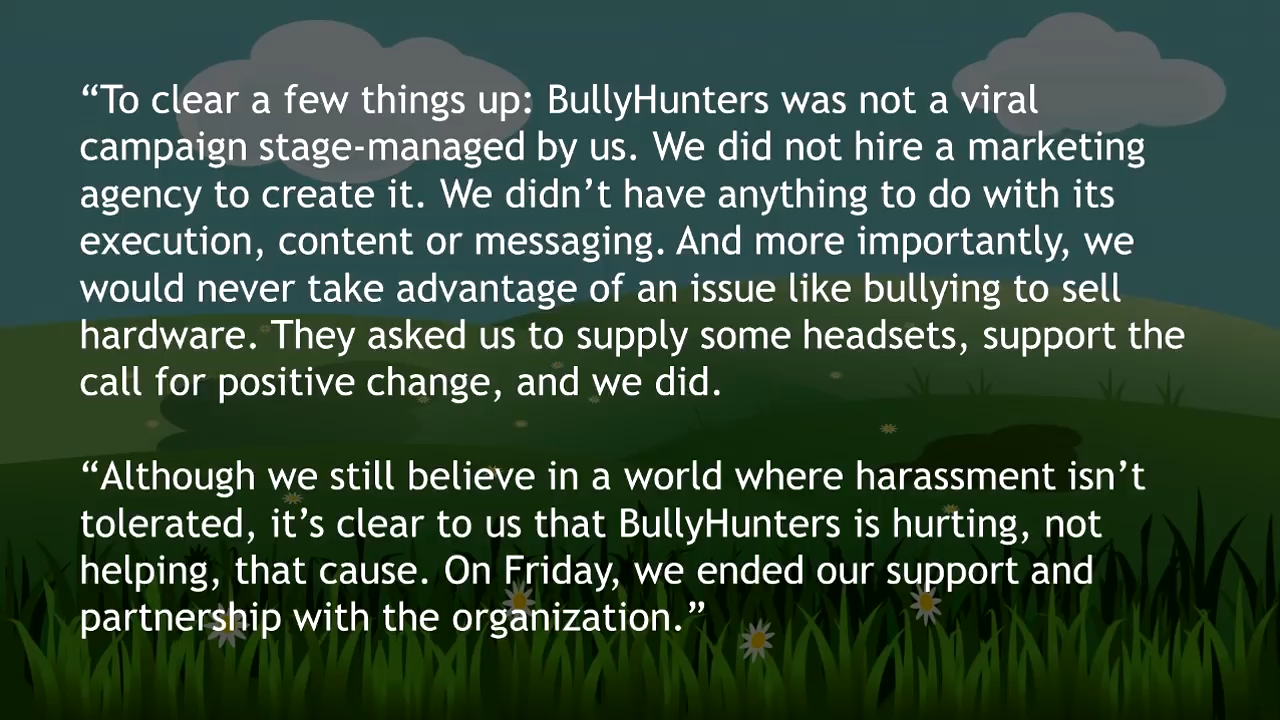 “To clear a few things up: BullyHunters was not a viral
campaign stage-managed by us. We did not hire a marketing
agency to create it. We didn’t have anything to do with its
execution, content or messaging. And more importantly, we
would never take advantage of an issue like bullying to sell
hardware. They asked us to supply some headsets, support the
call for positive change, and we did.
“Although we still believe in a world where harassment isn’t
tolerated, it’s clear to us that BullyHunters is hurting, not
helping, that cause. On Friday, we ended our support and
partnership with the organization.”